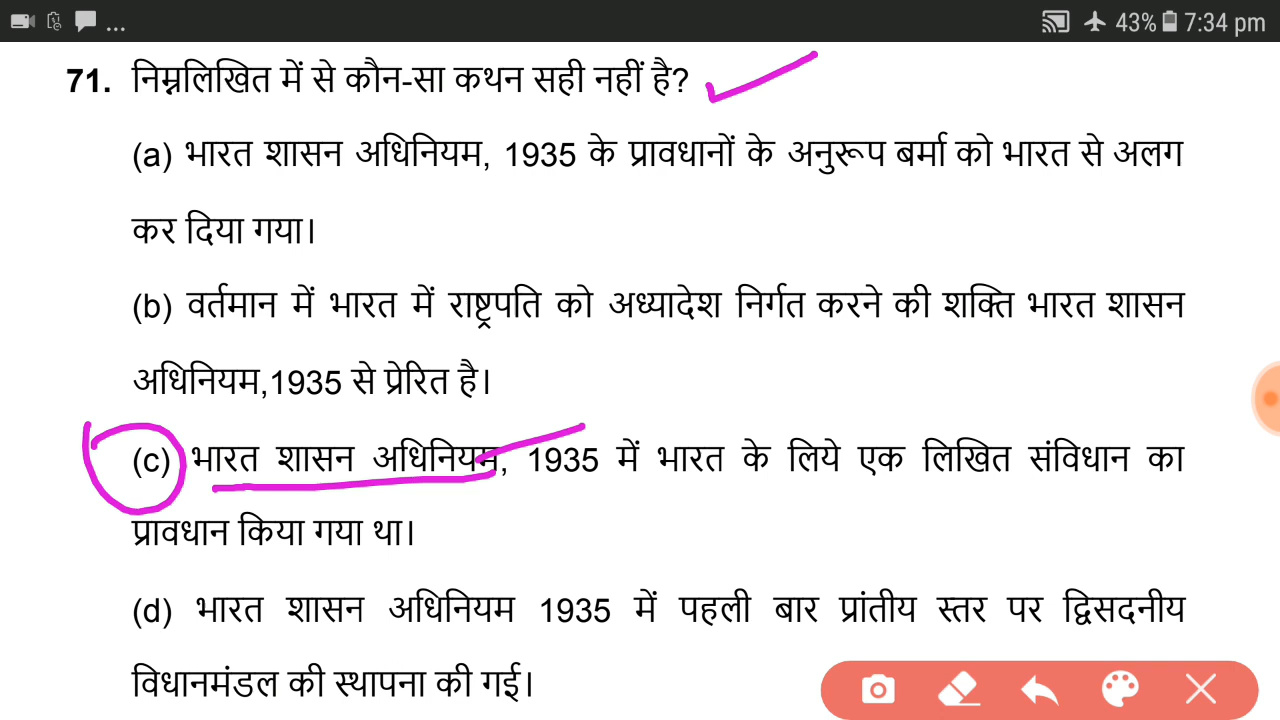 ... 43% 7:34 pm
71. निम्नलिखित में से कौन-सा कथन सही नहीं है?
(a) भारत शासन अधिनियम, 1935 के प्रावधानों के अनुरूप बर्मा को भारत से अलग
कर दिया गया।
(b) वर्तमान में भारत में राष्ट्रपति को अध्यादेश निर्गत करने की शक्ति भारत शासन
अधिनियम,1935 से प्रेरित है।
(c) भारत शासन अधिनियम, 1935 में भारत के लिये एक लिखित संविधान का
प्रावधान किया गया था।
(d) भारत शासन अधिनियम 1935 में पहली बार प्रांतीय स्तर पर द्विसदनीय
विधानमंडल की स्थापना की गई।